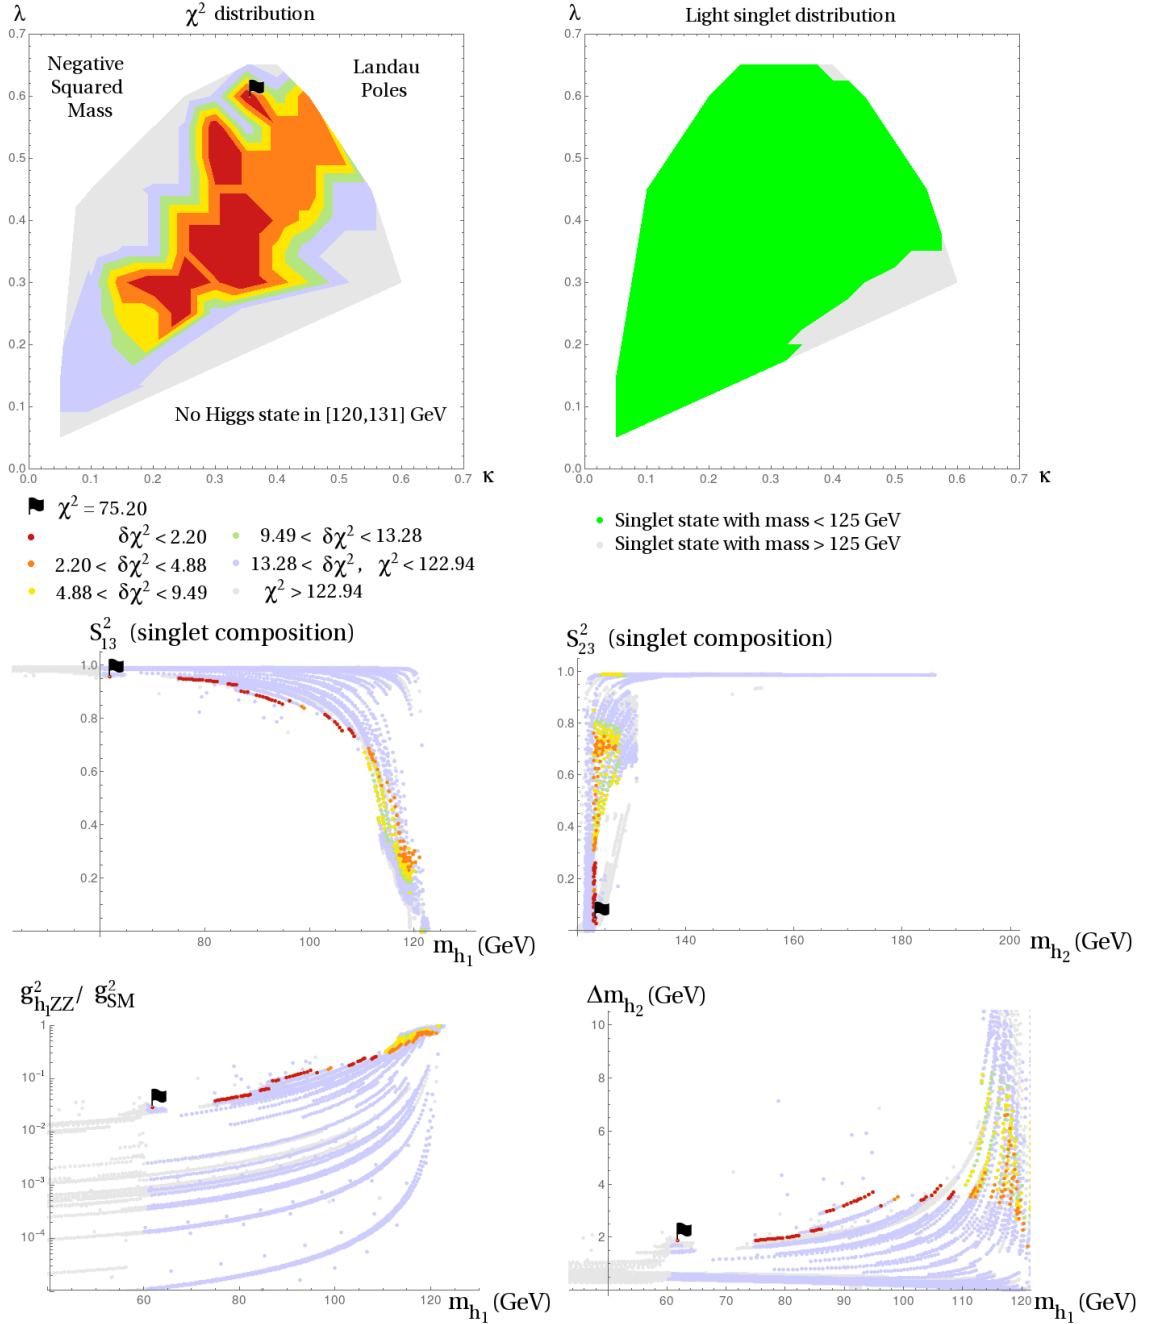 λ
χ² distribution
0.7
0.6
0.5
0.4
0.3
0.2
0.1
0.0
Negative
Squared
Mass
Landau
Poles
No Higgs state in [120,131] GeV
0.0 0.1 0.2 0.3 0.4 0.5 0.6 0.7
κ
λ
Light singlet distribution
0.7
0.6
0.5
0.4
0.3
0.2
0.1
0.0
0.0 0.1 0.2 0.3 0.4 0.5 0.6 0.7
κ
χ² = 75.20
δχ² < 2.20
2.20 < δχ² < 4.88
4.88 < δχ² < 9.49
9.49 < δχ² < 13.28
13.28 < δχ², χ² < 122.94
χ² > 122.94
Singlet state with mass < 125 GeV
Singlet state with mass > 125 GeV
S²₁₃ (singlet composition)
1.0
0.8
0.6
0.4
0.2
80 100 120
m_h₁ (GeV)
S²₂₃ (singlet composition)
1.0
0.8
0.6
0.4
0.2
140 160 180 200
m_h₂ (GeV)
g²_h₁ZZ / g²_SM
1
10⁻¹
10⁻²
10⁻³
10⁻⁴
60 80 100 120
m_h₁ (GeV)
Δm_h₂ (GeV)
10
8
6
4
2
60 70 80 90 100 110 120
m_h₁ (GeV)